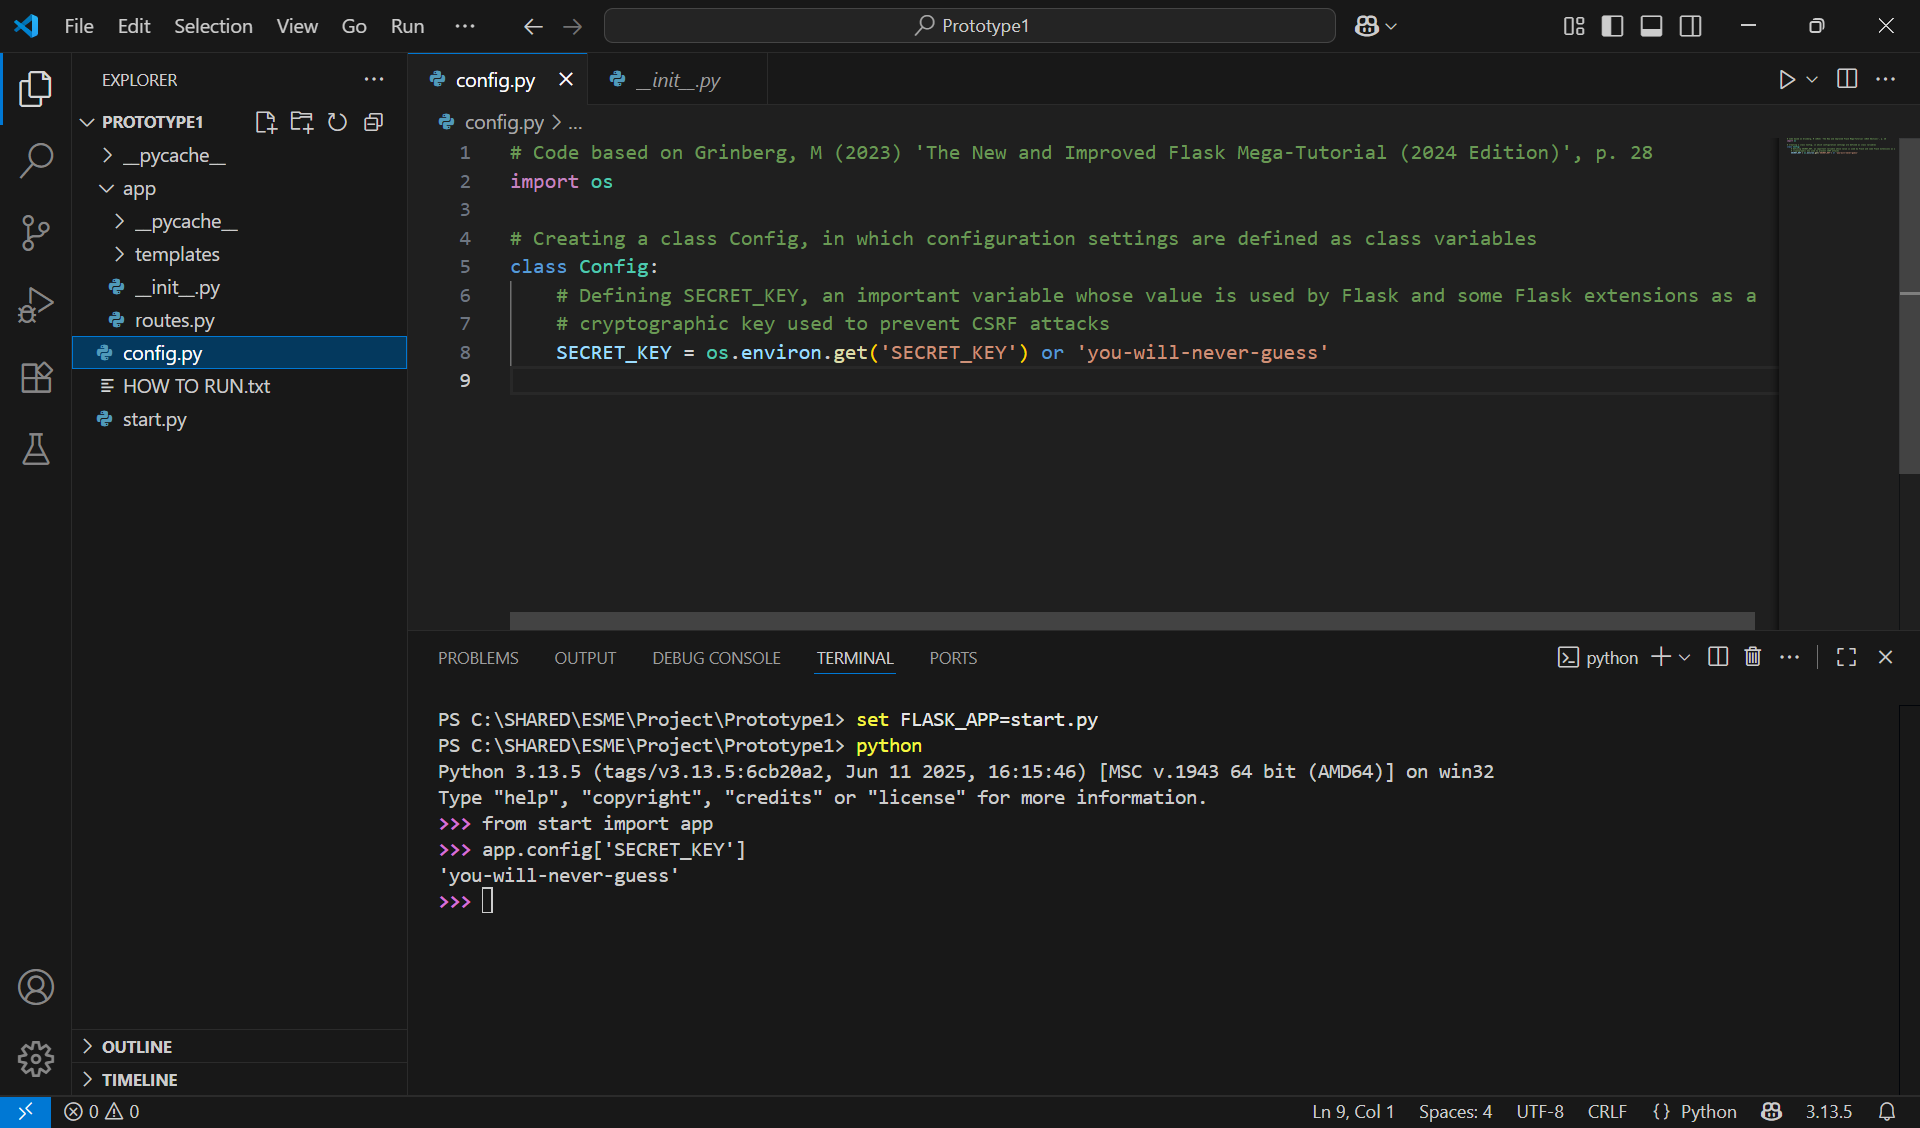 File Edit Selection View Go Run ...
Prototype1
EXPLORER
PROTOTYPE1
__pycache__
app
__pycache__
templates
__init__.py
routes.py
config.py
HOW TO RUN.txt
start.py
OUTLINE
TIMELINE
config.py __init__.py
config.py > ...
1 # Code based on Grinberg, M (2023) 'The New and Improved Flask Mega-Tutorial (2024 Edition)', p. 28
2 import os
3
4 # Creating a class Config, in which configuration settings are defined as class variables
5 class Config:
6 # Defining SECRET_KEY, an important variable whose value is used by Flask and some Flask extensions as a
7 # cryptographic key used to prevent CSRF attacks
8 SECRET_KEY = os.environ.get('SECRET_KEY') or 'you-will-never-guess'
9
PROBLEMS OUTPUT DEBUG CONSOLE TERMINAL PORTS python
PS C:\SHARED\ESME\Project\Prototype1> set FLASK_APP=start.py
PS C:\SHARED\ESME\Project\Prototype1> python
Python 3.13.5 (tags/v3.13.5:6cb20a2, Jun 11 2025, 16:15:46) [MSC v.1943 64 bit (AMD64)] on win32
Type "help", "copyright", "credits" or "license" for more information.
>>> from start import app
>>> app.config['SECRET_KEY']
'you-will-never-guess'
>>>
0 0 Ln 9, Col 1 Spaces: 4 UTF-8 CRLF {} Python 3.13.5